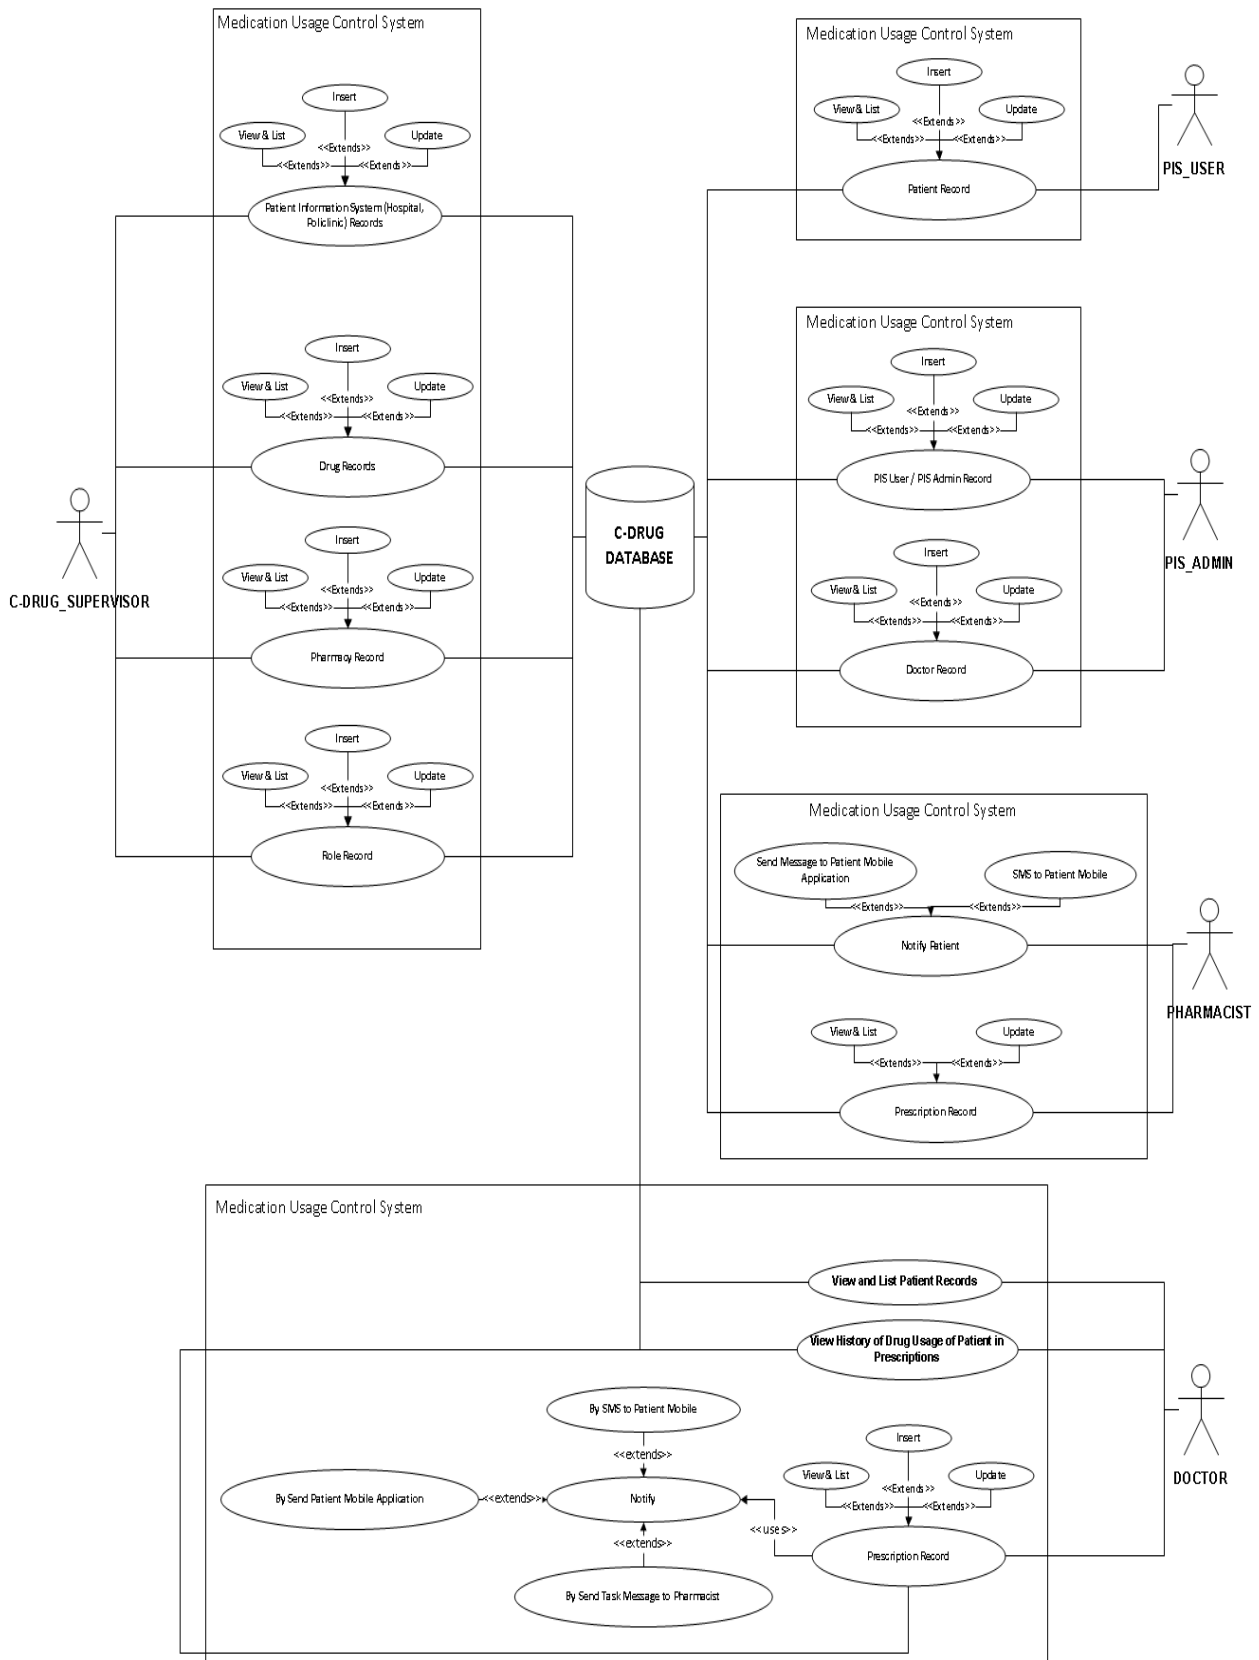 Medication Usage Control System
Insert
View & List
Update
<<Extends>>
<<Extends>>
<<Extends>>
Patient Information System (Hospital,
Policlinic) Records
Insert
View & List
Update
<<Extends>>
<<Extends>>
<<Extends>>
Drug Records
Insert
View & List
Update
<<Extends>>
<<Extends>>
<<Extends>>
Pharmacy Record
Insert
View & List
Update
<<Extends>>
<<Extends>>
<<Extends>>
Role Record
C-DRUG_SUPERVISOR
C-DRUG
DATABASE
Medication Usage Control System
Insert
View & List
Update
<<Extends>>
<<Extends>>
<<Extends>>
Patient Record
PIS_USER
Medication Usage Control System
Insert
View & List
Update
<<Extends>>
<<Extends>>
<<Extends>>
PIS User / PIS Admin Record
Insert
View & List
Update
<<Extends>>
<<Extends>>
<<Extends>>
Doctor Record
PIS_ADMIN
Medication Usage Control System
Send Message to Patient Mobile
Application
SMS to Patient Mobile
<<Extends>>
<<Extends>>
Notify Patient
View & List
Update
<<Extends>>
<<Extends>>
Prescription Record
PHARMACIST
Medication Usage Control System
View and List Patient Records
View History of Drug Usage of Patient in
Prescriptions
By SMS to Patient Mobile
<<extends>>
By Send Patient Mobile Application
<<extends>>
Notify
<<extends>>
By Send Task Message to Pharmacist
<<uses>>
Insert
View & List
Update
<<Extends>>
<<Extends>>
<<Extends>>
Prescription Record
DOCTOR